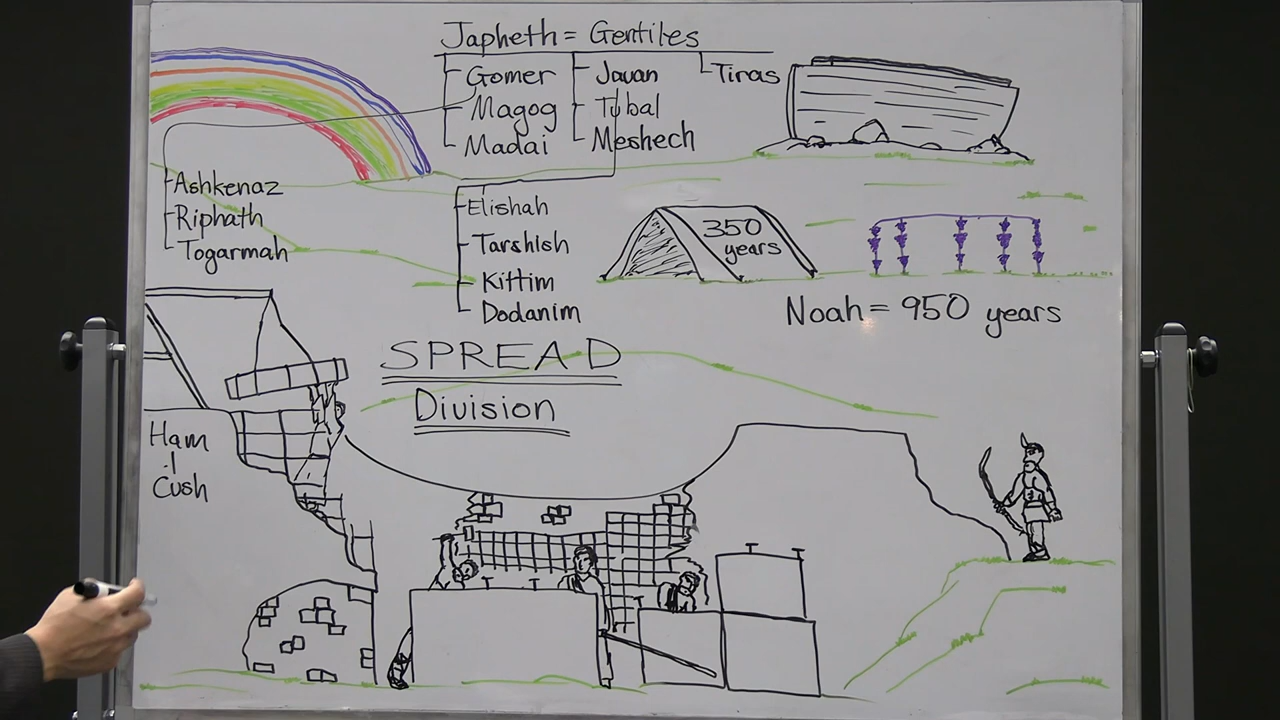 Japheth = Gentiles
Gomer
Magog
Madai
Javan
Tubal
Meshech
Tiras
Ashkenaz
Riphath
Togarmah
Elishah
Tarshish
Kittim
Dodanim
350
years
Noah = 950 years
SPREAD
Division
Ham
Cush